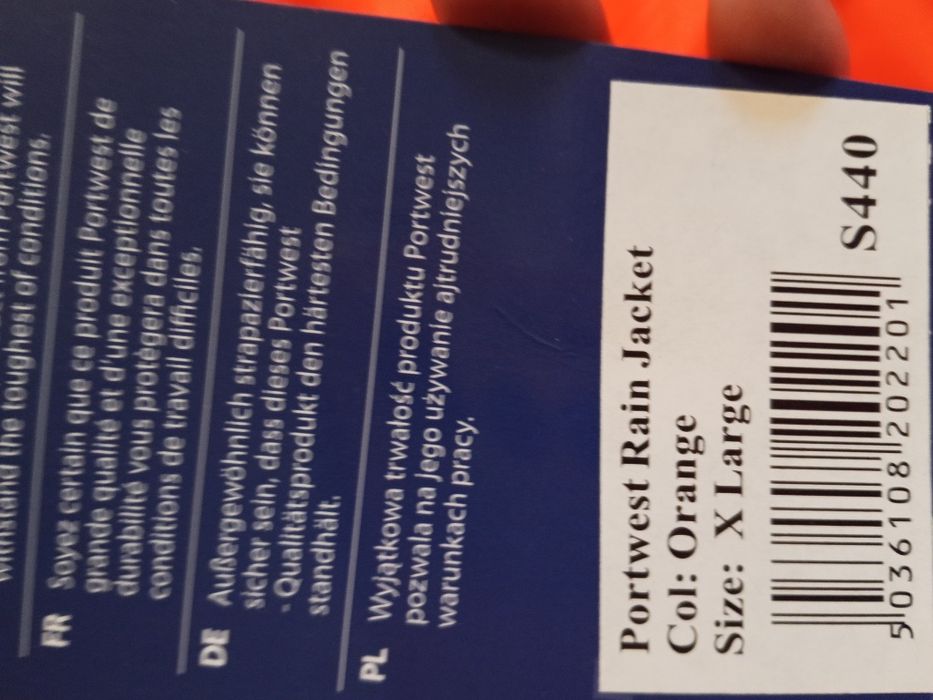 Portwest will
withstand the toughest of conditions.
FR Soyez certain que ce produit Portwest de
grande qualité et d'une exceptionnelle
durabilité vous protégera dans toutes les
conditions de travail difficiles.
DE Außergewöhnlich strapazierfähig, sie können
sicher sein, dass dieses Portwest
- Qualitätsprodukt den härtesten Bedingungen
standhält.
PL Wyjątkowa trwałość produktu Portwest
pozwala na jego używanie ajtrudniejszych
warunkach pracy.
Portwest Rain Jacket
Col: Orange
Size: X Large
S440
5036108202201